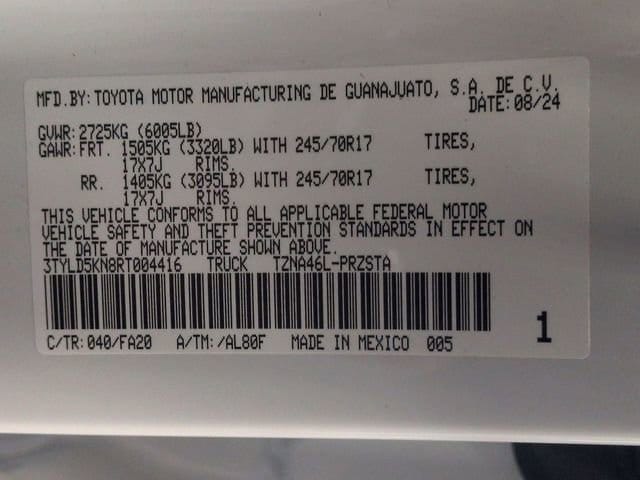 MFD.BY: TOYOTA MOTOR MANUFACTURING DE GUANAJUATO, S.A. DE C.V.
DATE: 08/24
GVWR: 2725KG (6005LB)
GAWR: FRT. 1505KG (3320LB) WITH 245/70R17 TIRES,
17X7J RIMS,
RR. 1405KG (3095LB) WITH 245/70R17 TIRES,
17X7J RIMS.
THIS VEHICLE CONFORMS TO ALL APPLICABLE FEDERAL MOTOR
VEHICLE SAFETY AND THEFT PREVENTION STANDARDS IN EFFECT ON
THE DATE OF MANUFACTURE SHOWN ABOVE.
3TYLD5KN8RT004416 TRUCK TZNA46L-PRZSTA
C/TR: 040/FA20 A/TM: /AL80F MADE IN MEXICO 005
1